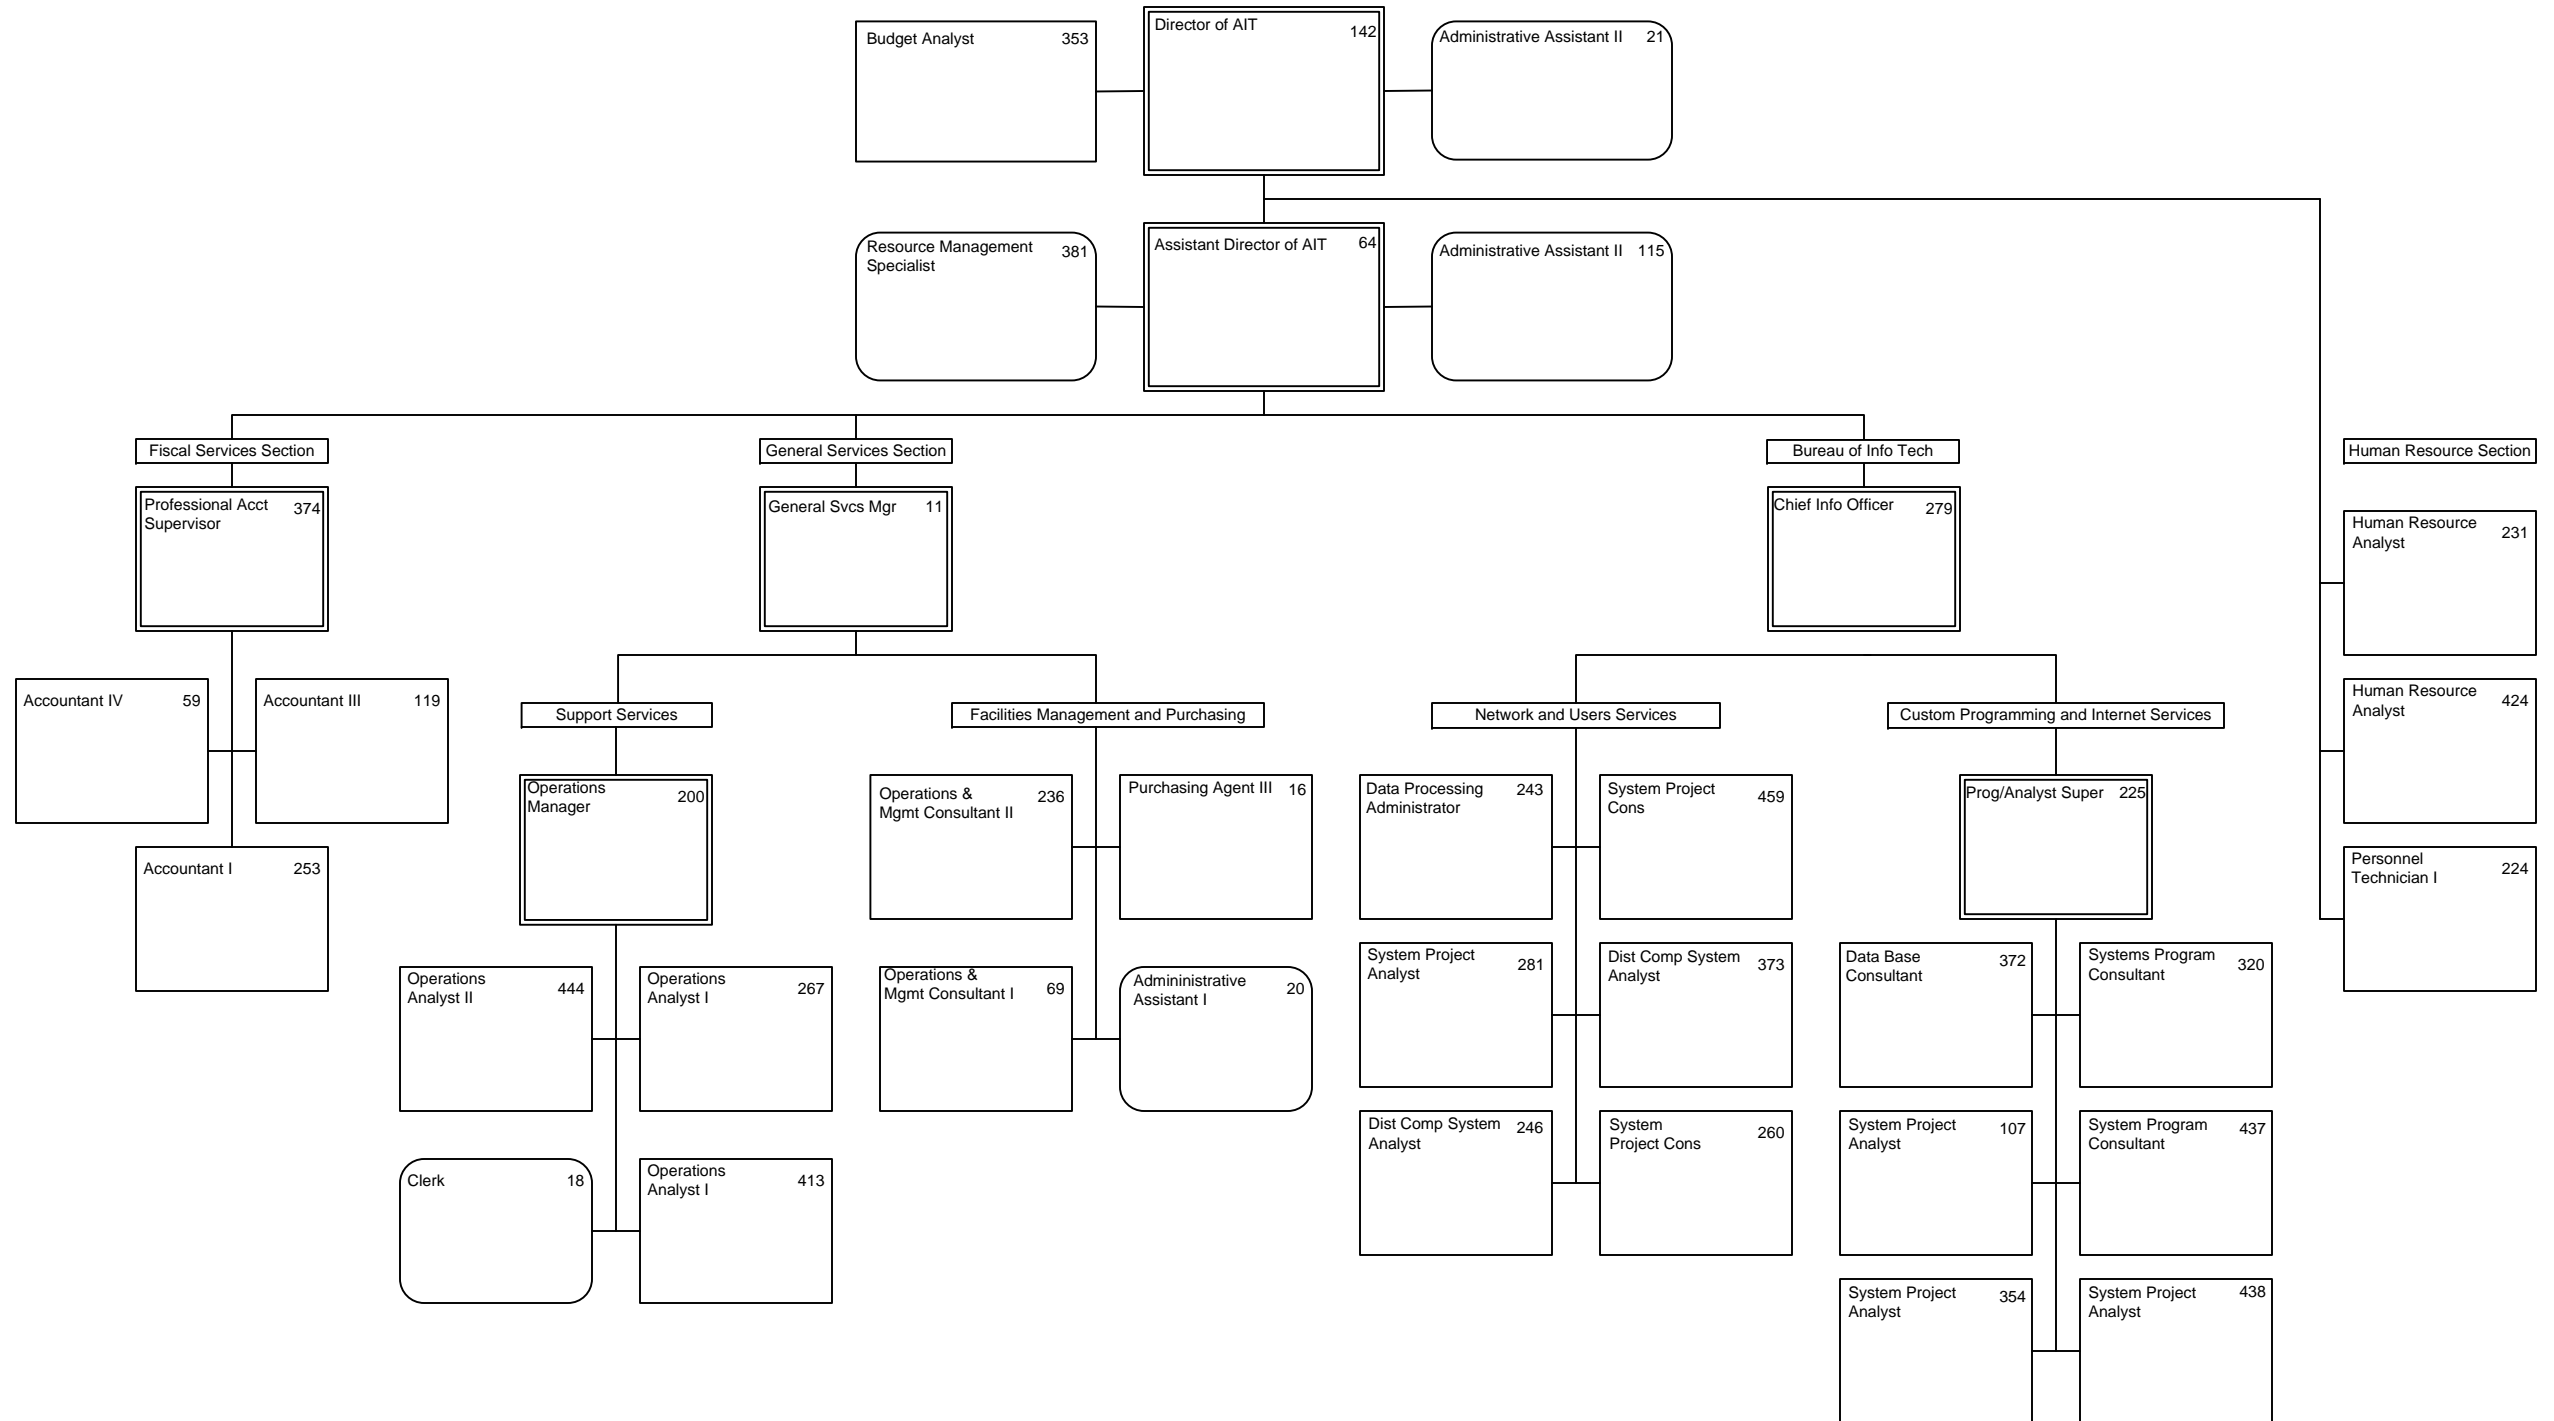 Budget Analyst 353
Director of AIT 142
Administrative Assistant II 21
Resource Management 381
Specialist
Assistant Director of AIT 64
Administrative Assistant II 115
Fiscal Services Section
General Services Section
Bureau of Info Tech
Human Resource Section
Professional Acct 374
Supervisor
General Svcs Mgr 11
Chief Info Officer 279
Human Resource 231
Analyst
Accountant IV 59
Accountant III 119
Human Resource 424
Analyst
Support Services
Facilities Management and Purchasing
Network and Users Services
Custom Programming and Internet Services
Operations 200
Manager
Operations & 236
Mgmt Consultant II
Purchasing Agent III 16
Data Processing 243
Administrator
System Project 459
Cons
Prog/Analyst Super 225
Accountant I 253
Personnel 224
Technician I
Operations 444
Analyst II
Operations 267
Analyst I
Operations &
Mgmt Consultant I 69
Admininistrative 20
Assistant I
System Project 281
Analyst
Dist Comp System 373
Analyst
Data Base 372
Consultant
Systems Program 320
Consultant
Dist Comp System 246
Analyst
System 260
Project Cons
System Project 107
Analyst
System Program 437
Consultant
Clerk 18
Operations 413
Analyst I
System Project 354
Analyst
System Project 438
Analyst